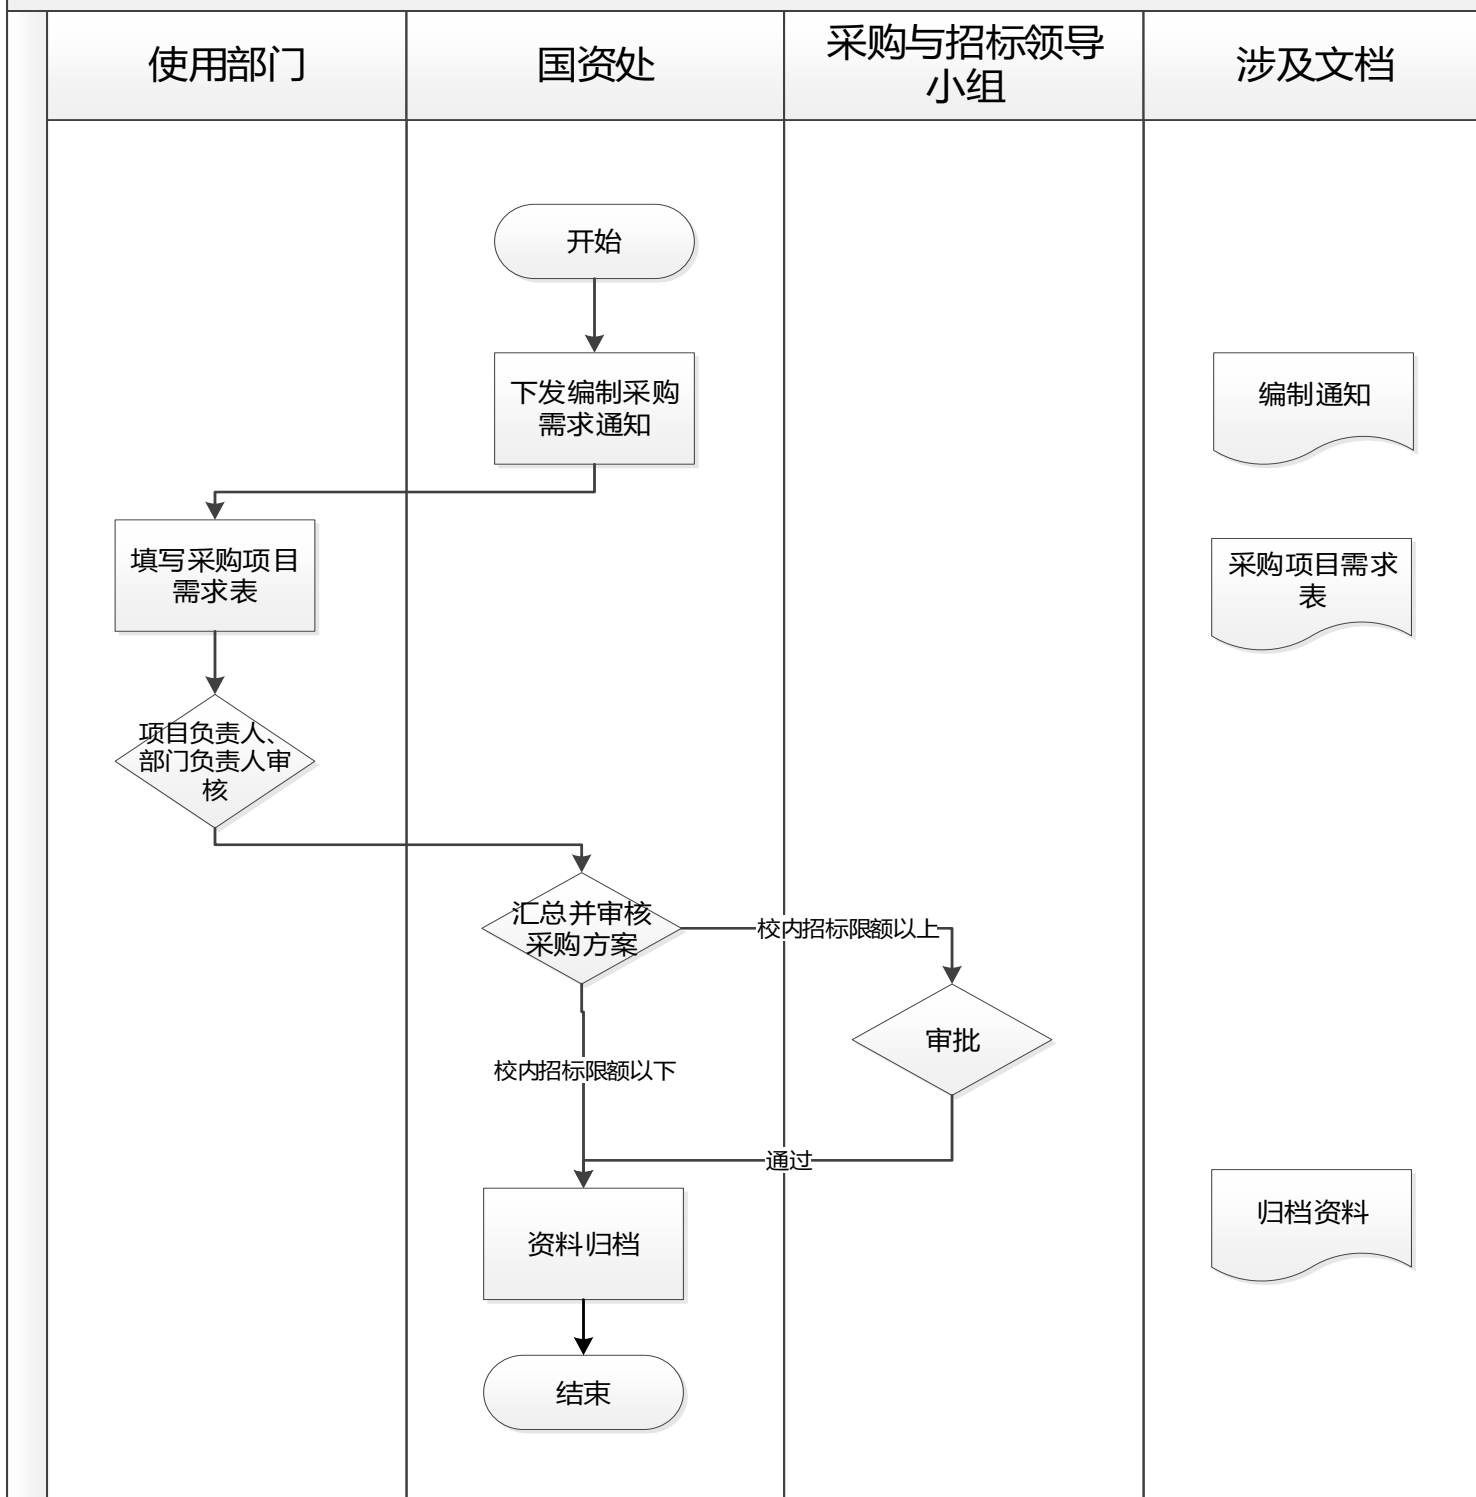 使用部门
国资处
采购与招标领导
小组
涉及文档
开始
下发编制采购
需求通知
编制通知
填写采购项目
需求表
采购项目需求
表
项目负责人、
部门负责人审
核
汇总并审核
采购方案
校内招标限额以上
审批
校内招标限额以下
通过
资料归档
归档资料
结束